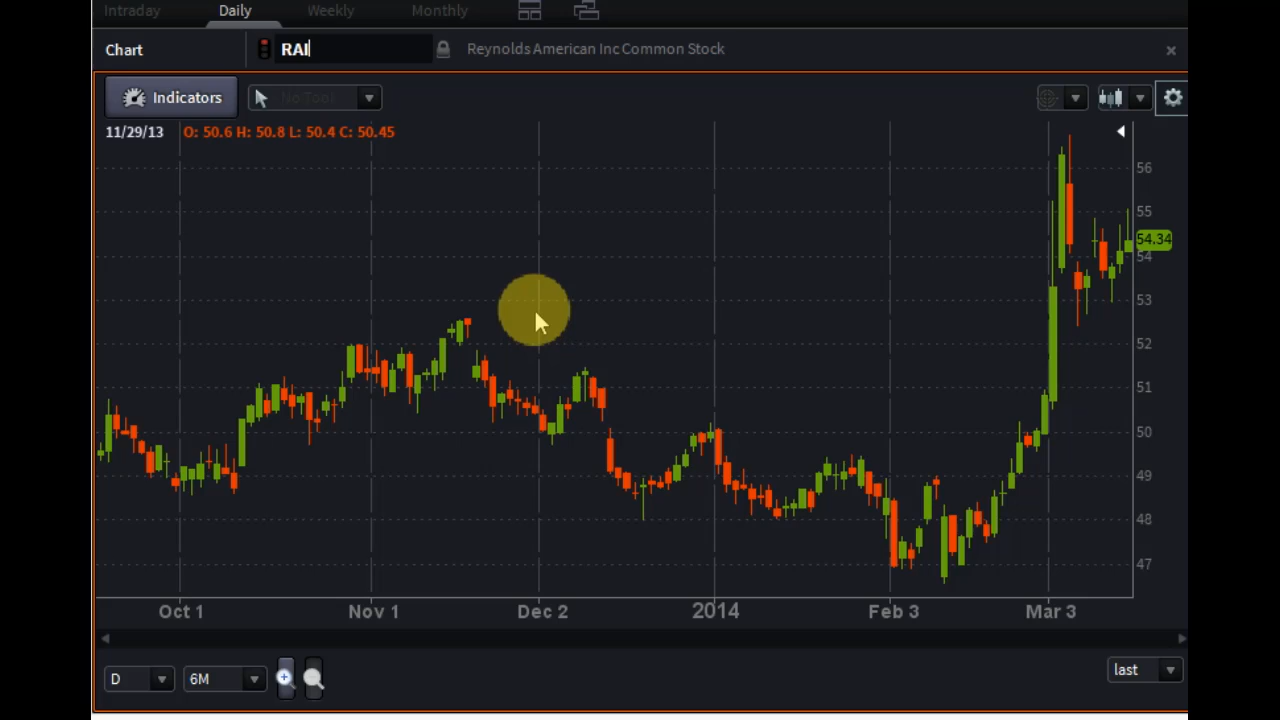 Intraday Daily Weekly Monthly
Chart RAI Reynolds American Inc Common Stock
Indicators No Tool
11/29/13 O: 50.6 H: 50.8 L: 50.4 C: 50.45
56
55
54.34
54
53
52
51
50
49
48
47
Oct 1 Nov 1 Dec 2 2014 Feb 3 Mar 3
D 6M last